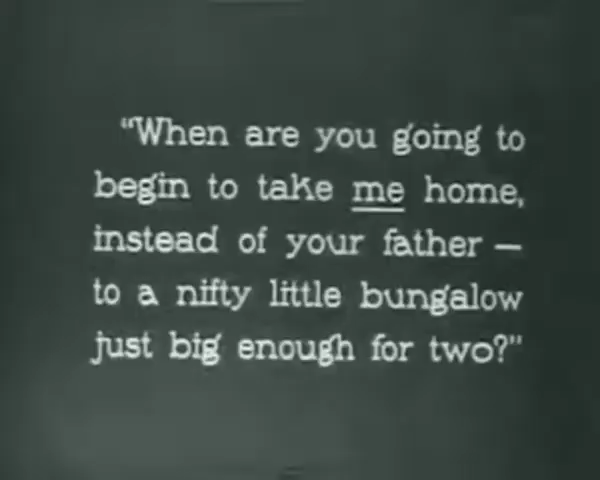 "When are you going to
begin to take me home,
instead of your father —
to a nifty little bungalow
just big enough for two?"